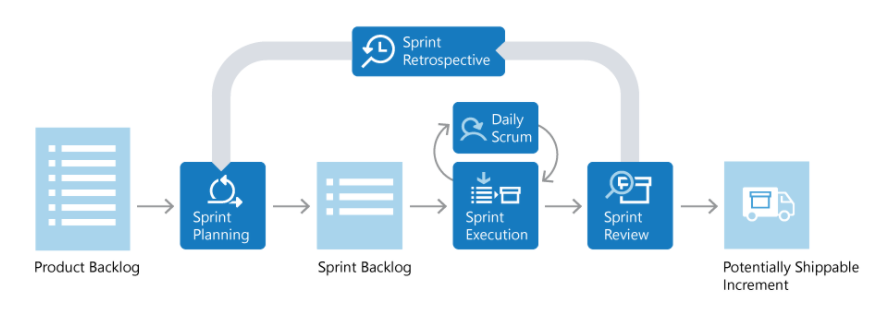 Sprint
Retrospective
Daily
Scrum
Sprint
Planning
Sprint
Execution
Sprint
Review
Product Backlog
Sprint Backlog
Potentially Shippable
Increment